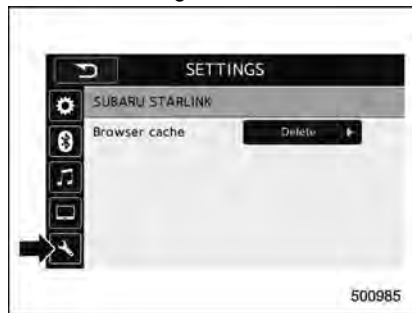 SETTINGS
SUBARU STARLINK
Browser cache
Delete
500985